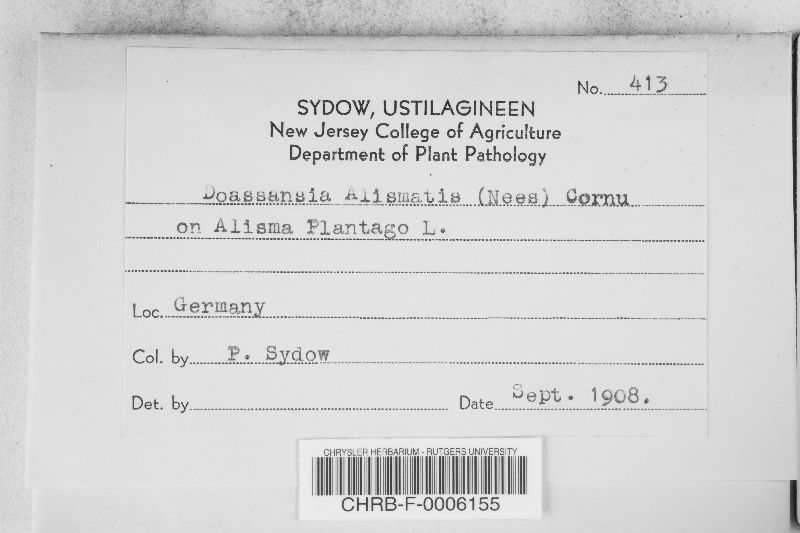 No. 413
SYDOW, USTILAGINEEN
New Jersey College of Agriculture
Department of Plant Pathology
Doassansia Alismatis (Nees) Cornu
on Alisma Plantago L.
Loc. Germany
Col. by P. Sydow
Det. by
Date Sept. 1908.
CHRYSLER HERBARIUM - RUTGERS UNIVERSITY
CHRB-F-0006155